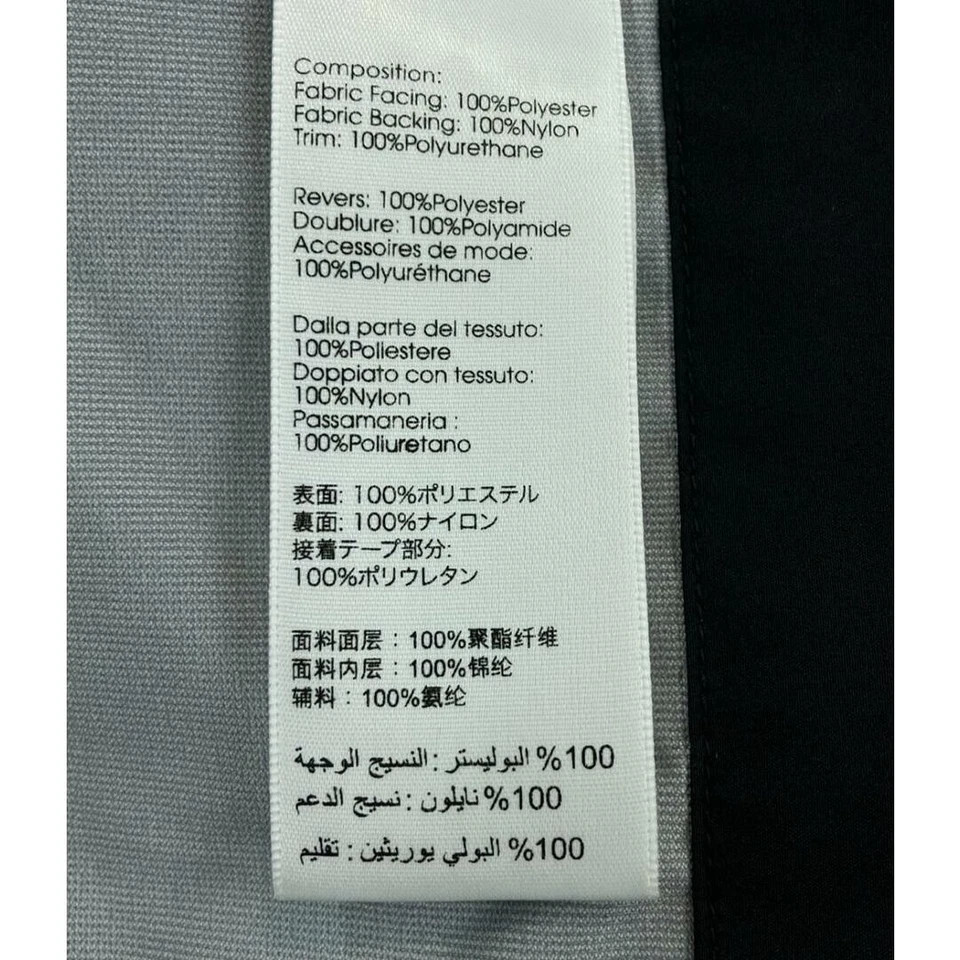 Composition:
Fabric Facing: 100%Polyester
Fabric Backing: 100%Nylon
Trim: 100%Polyurethane
Revers: 100%Polyester
Doublure: 100%Polyamide
Accessoires de mode:
100%Polyuréthane
Dalla parte del tessuto:
100%Poliestere
Doppiato con tessuto:
100%Nylon
Passamaneria :
100%Poliuretano
表面: 100%ポリエステル
裏面: 100%ナイロン
接着テープ部分:
100%ポリウレタン
面料面层：100%聚酯纤维
面料内层：100%锦纶
辅料：100%氨纶
100% البوليستر : النسيج الوجهة
100% نايلون : نسيج الدعم
100% البولي يوريثين : تقليم